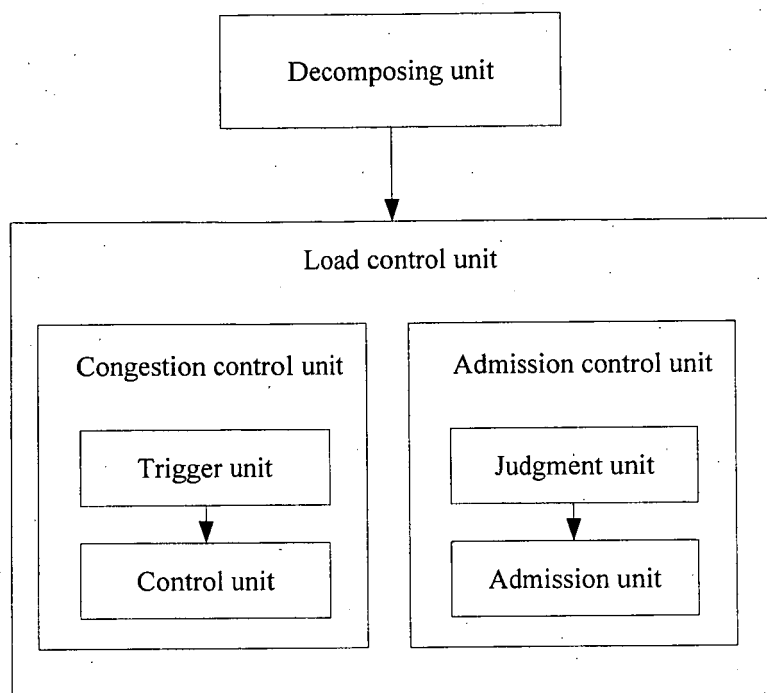 Decomposing unit
Load control unit
Congestion control unit
Admission control unit
Trigger unit
Judgment unit
Control unit
Admission unit